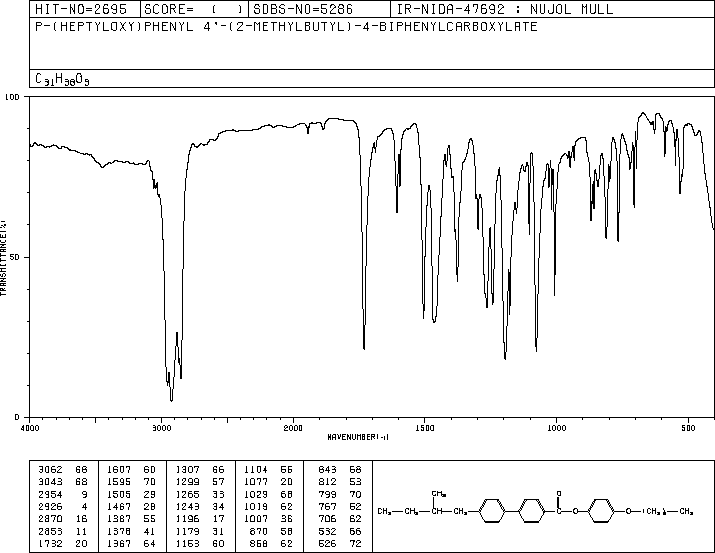 HIT-NO=2695 SCORE= ( ) SDBS-NO=5286 IR-NIDA-47692 : NUJOL MULL
P-(HEPTYLOXY)PHENYL 4'-(2-METHYLBUTYL)-4-BIPHENYLCARBOXYLATE
C31H38O3
100
50
0
TRANSMITTANCE(%)
4000 3000 2000 1500 1000 500
WAVENUMBER(-1)
3062 66 1607 60 1307 66 1104 55 843 68
3043 68 1595 70 1299 57 1077 20 812 53
2954 9 1505 29 1265 33 1029 68 799 70
2926 4 1467 28 1243 34 1019 62 767 52
2870 16 1387 55 1196 17 1007 36 706 62
2853 11 1378 41 1179 31 870 58 532 66
1732 20 1367 64 1153 60 858 62 526 72
CH3
O
CH3 CH2 CH CH2 C O O (CH2)6 CH3